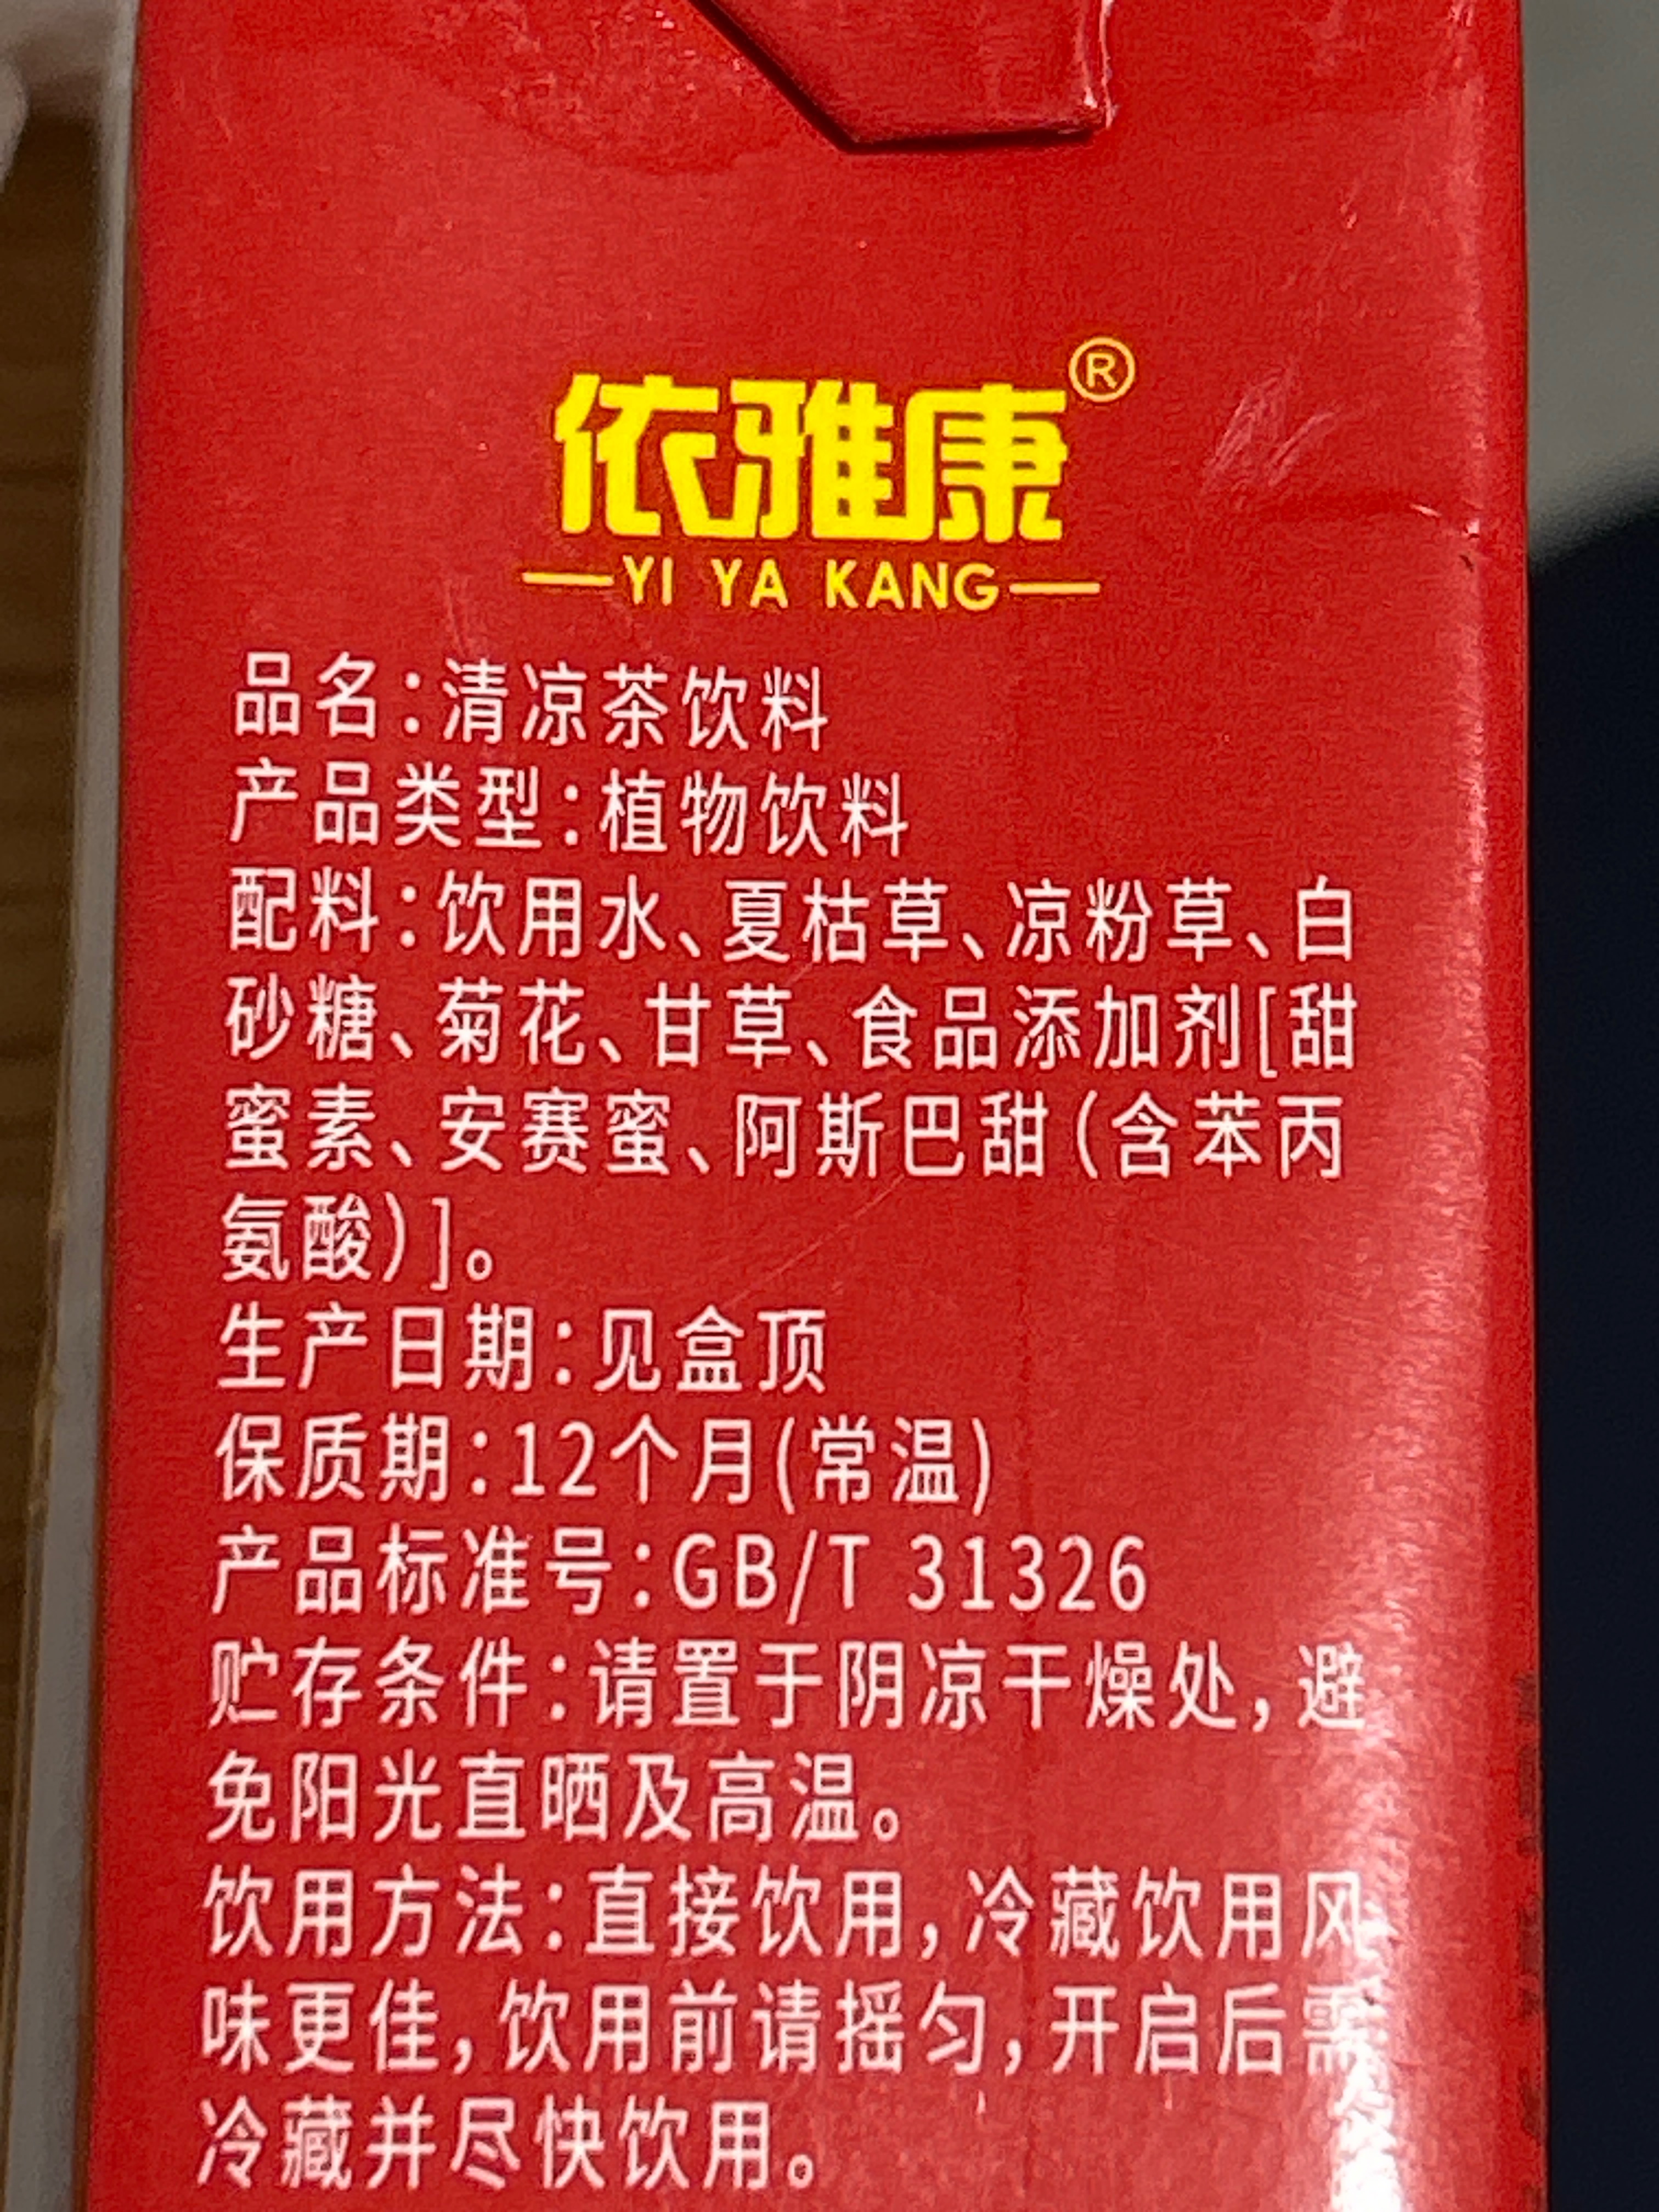 依雅康®
YI YA KANG
品名:清凉茶饮料
产品类型:植物饮料
配料:饮用水、夏枯草、凉粉草、白
砂糖、菊花、甘草、食品添加剂[甜
蜜素、安赛蜜、阿斯巴甜(含苯丙
氨酸)]。
生产日期:见盒顶
保质期:12个月(常温)
产品标准号:GB/T 31326
贮存条件:请置于阴凉干燥处,避
免阳光直晒及高温。
饮用方法:直接饮用,冷藏饮用风
味更佳,饮用前请摇匀,开启后需
冷藏并尽快饮用。